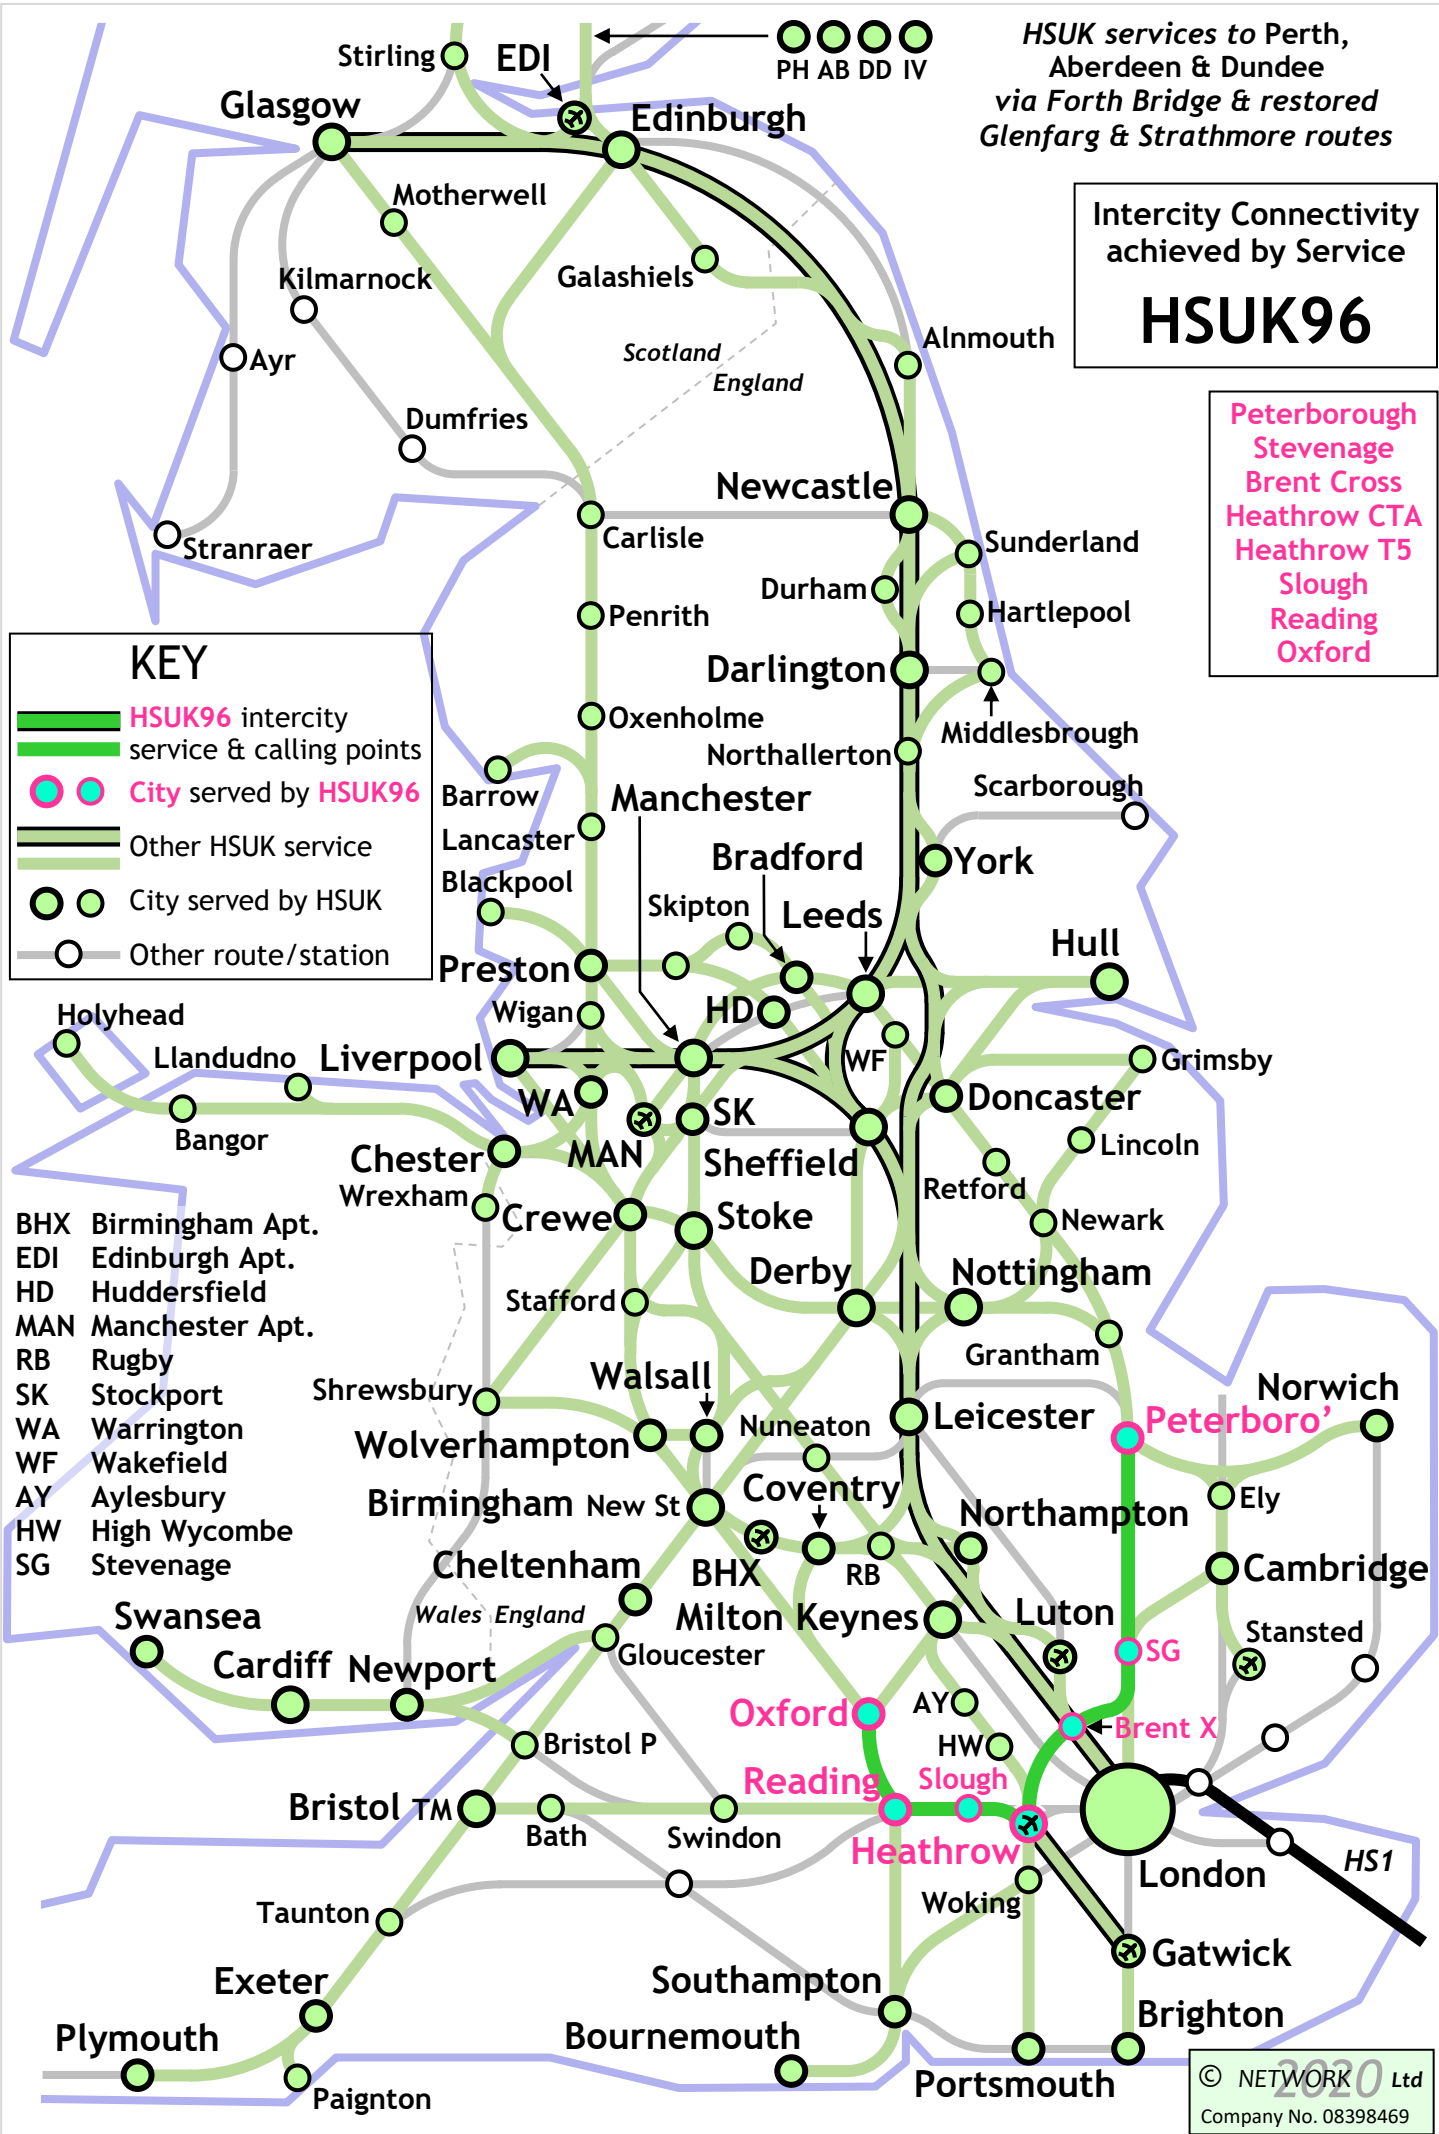 HSUK services to Perth,
Aberdeen & Dundee
via Forth Bridge & restored
Glenfarg & Strathmore routes
PH AB DD IV
Intercity Connectivity
achieved by Service
HSUK96
Peterborough
Stevenage
Brent Cross
Heathrow CTA
Heathrow T5
Slough
Reading
Oxford
Stirling
EDI
Glasgow
Edinburgh
Motherwell
Galashiels
Kilmarnock
Ayr
Alnmouth
Scotland
England
Dumfries
Newcastle
Stranraer
Carlisle
Sunderland
Durham
Penrith
Hartlepool
Darlington
Oxenholme
Middlesbrough
Northallerton
KEY
HSUK96 intercity
service & calling points
City served by HSUK96
Other HSUK service
City served by HSUK
Other route/station
Barrow
Manchester
Scarborough
Lancaster
Bradford
York
Blackpool
Skipton
Leeds
Hull
Preston
Wigan
HD
Holyhead
Llandudno
Liverpool
WF
Grimsby
Bangor
WA
SK
Doncaster
MAN
Chester
Sheffield
Lincoln
Wrexham
Retford
Crewe
Stoke
Newark
BHX Birmingham Apt.
EDI Edinburgh Apt.
HD Huddersfield
MAN Manchester Apt.
RB Rugby
SK Stockport
WA Warrington
WF Wakefield
AY Aylesbury
HW High Wycombe
SG Stevenage
Derby
Nottingham
Stafford
Grantham
Walsall
Shrewsbury
Norwich
Leicester
Peterboro’
Nuneaton
Wolverhampton
Coventry
Ely
Birmingham New St
Northampton
Cheltenham
BHX
RB
Cambridge
Wales England
Milton Keynes
Luton
Swansea
Stansted
Gloucester
SG
Cardiff
Newport
Oxford
AY
Brent X
Bristol P
HW
Reading
Slough
Bristol TM
Bath
Swindon
Heathrow
London
HS1
Woking
Taunton
Gatwick
Exeter
Southampton
Brighton
Plymouth
Bournemouth
Portsmouth
Paignton
© NETWORK 2020 Ltd
Company No. 08398469